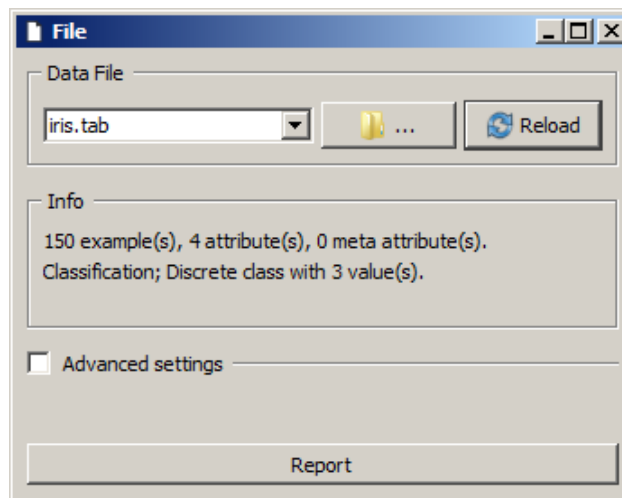 File
Data File
iris.tab
...
Reload
Info
150 example(s), 4 attribute(s), 0 meta attribute(s).
Classification; Discrete class with 3 value(s).
Advanced settings
Report